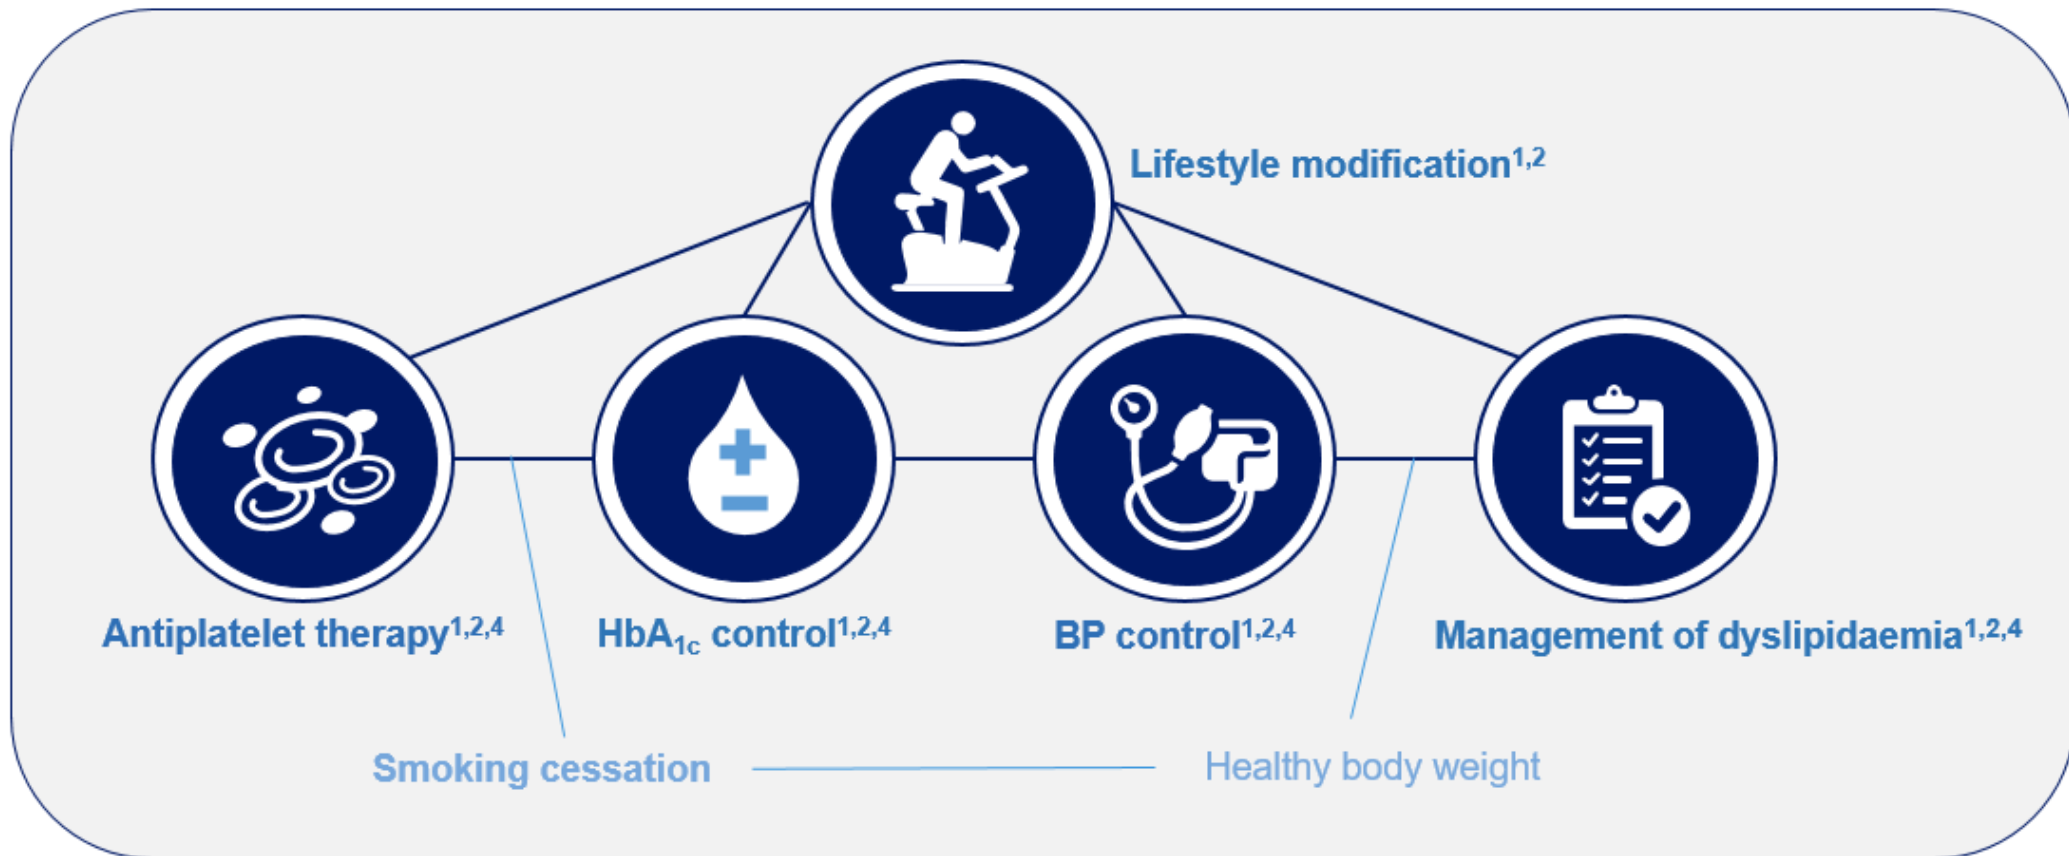 Lifestyle modification¹,²
Antiplatelet therapy¹,²,⁴
HbA₁c control¹,²,⁴
BP control¹,²,⁴
Management of dyslipidaemia¹,²,⁴
Smoking cessation
Healthy body weight